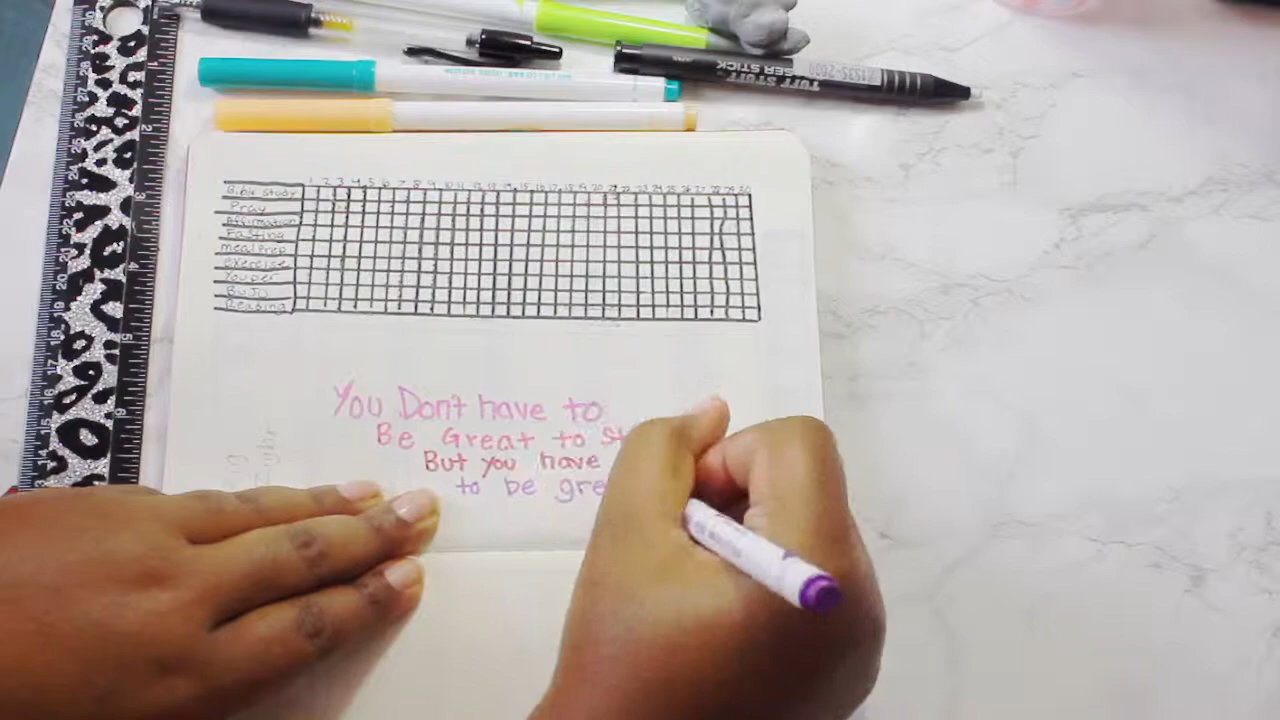 TUFF STUFF
ERASER STICK
1 2 3 4 5 6 7 8 9 10 11 12 13 14 15 16 17 18 19 20 21 22 23 24 25 26 27 28 29 30
Bible study
Pray
Affirmation
Fasting
meal Prep
exercise
Youper
BuJo
Reading
You Don't have to
Be Great to St
But you have
to be gre